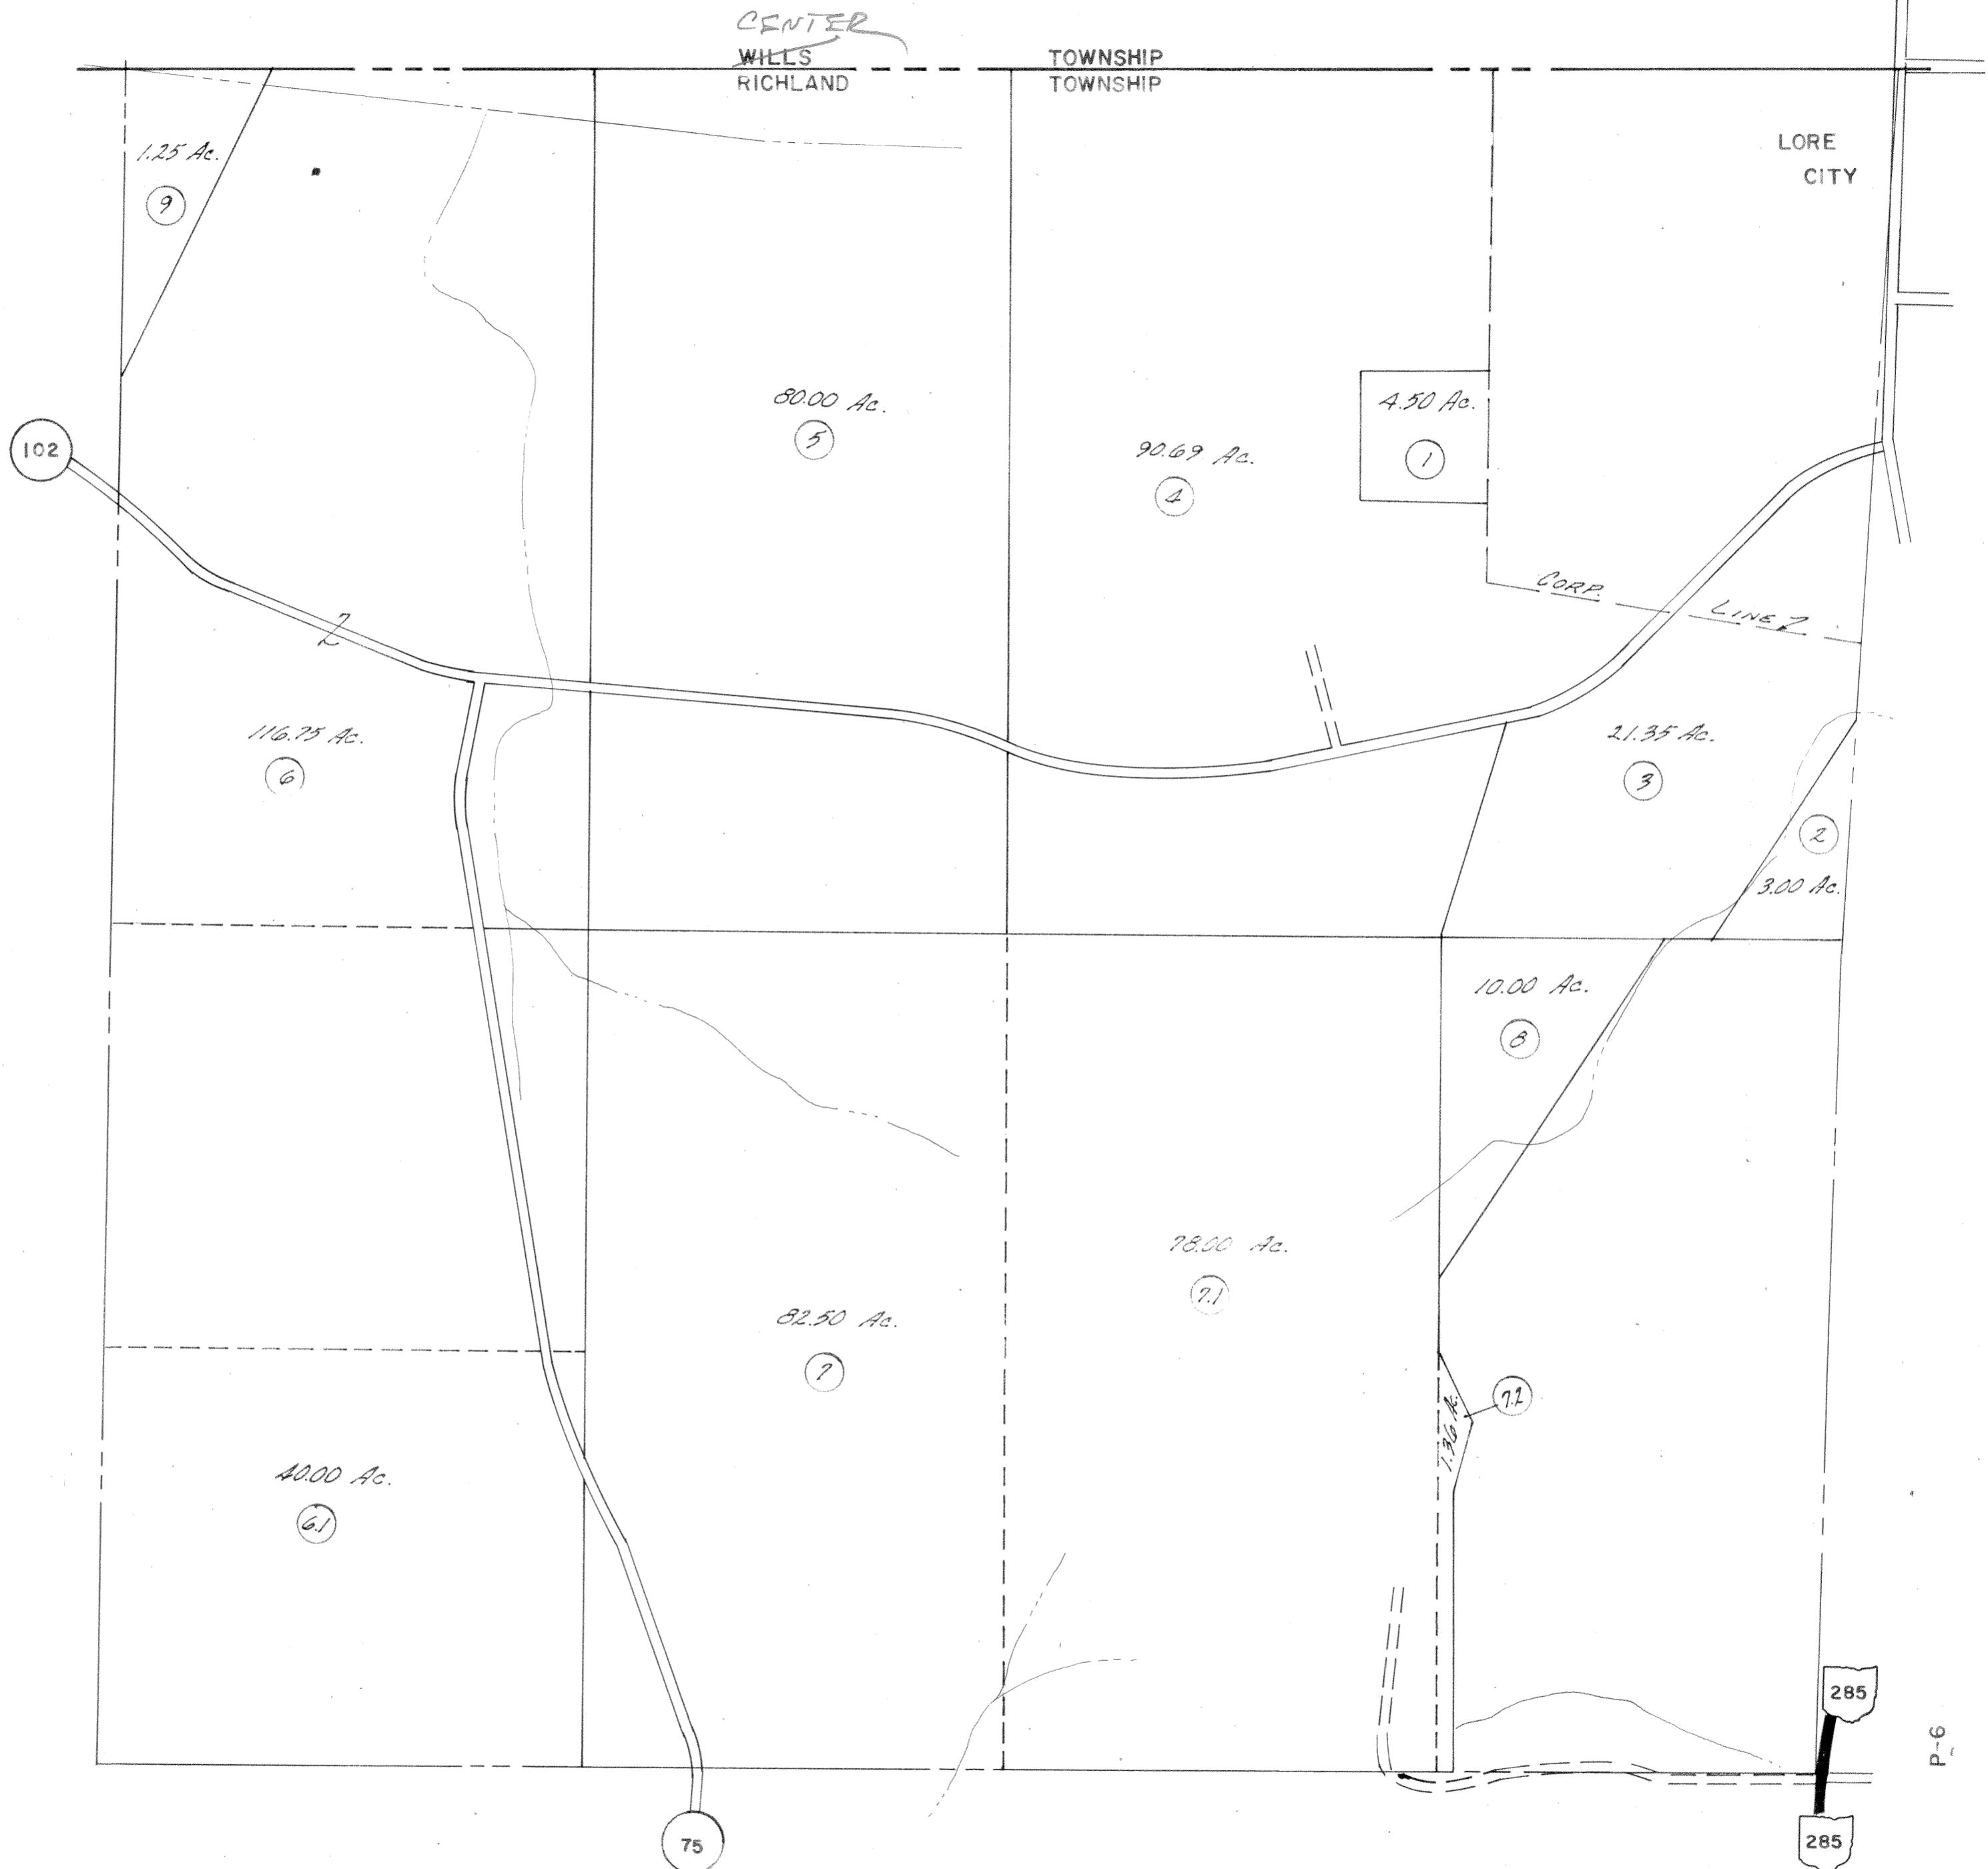 CENTER
WILLS TOWNSHIP
RICHLAND TOWNSHIP
LORE
CITY
1.25 Ac.
9
80.00 Ac.
5
4.50 Ac.
1
102
90.69 Ac.
4
CORP. LINE
2
116.75 Ac.
6
21.35 Ac.
3
2
3.00 Ac.
10.00 Ac.
8
78.00 Ac.
7.1
82.50 Ac.
7
1.36 Ac.
40.00 Ac.
6.1
285
P-6
75
285